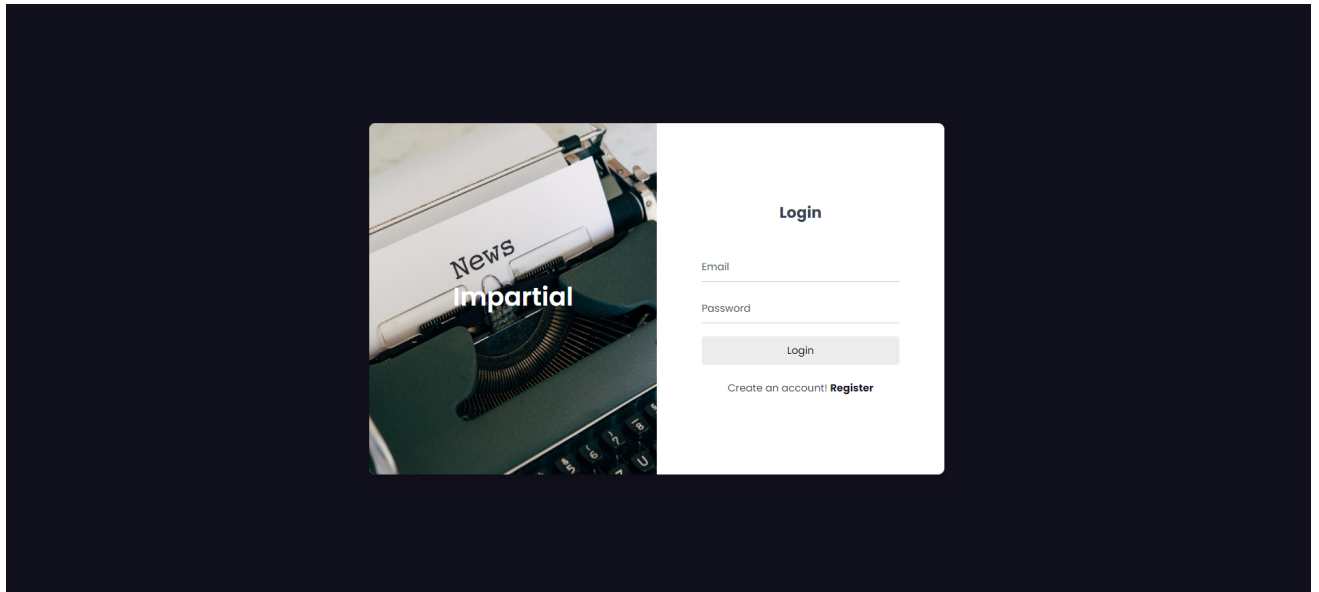 News
Impartial
Login
Email
Password
Login
Create an account! Register